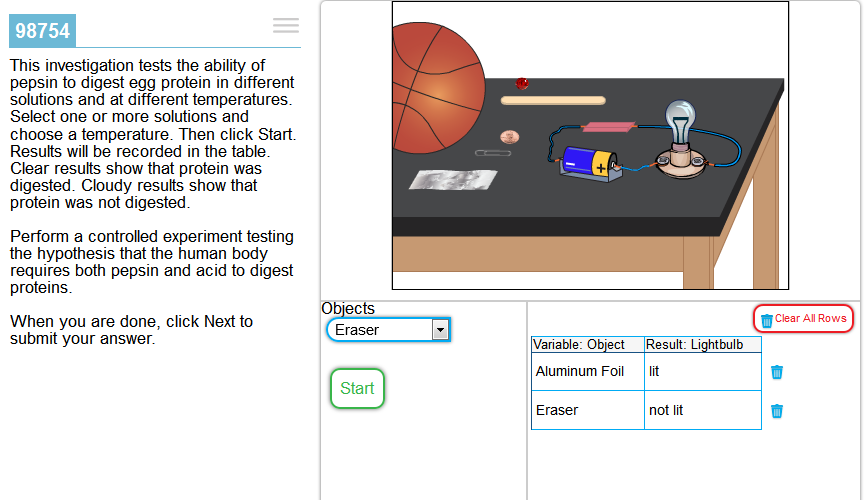 98754
This investigation tests the ability of
pepsin to digest egg protein in different
solutions and at different temperatures.
Select one or more solutions and
choose a temperature. Then click Start.
Results will be recorded in the table.
Clear results show that protein was
digested. Cloudy results show that
protein was not digested.
Perform a controlled experiment testing
the hypothesis that the human body
requires both pepsin and acid to digest
proteins.
When you are done, click Next to
submit your answer.
- +
Objects
Eraser
Start
Clear All Rows
Variable: Object Result: Lightbulb
Aluminum Foil lit
Eraser not lit